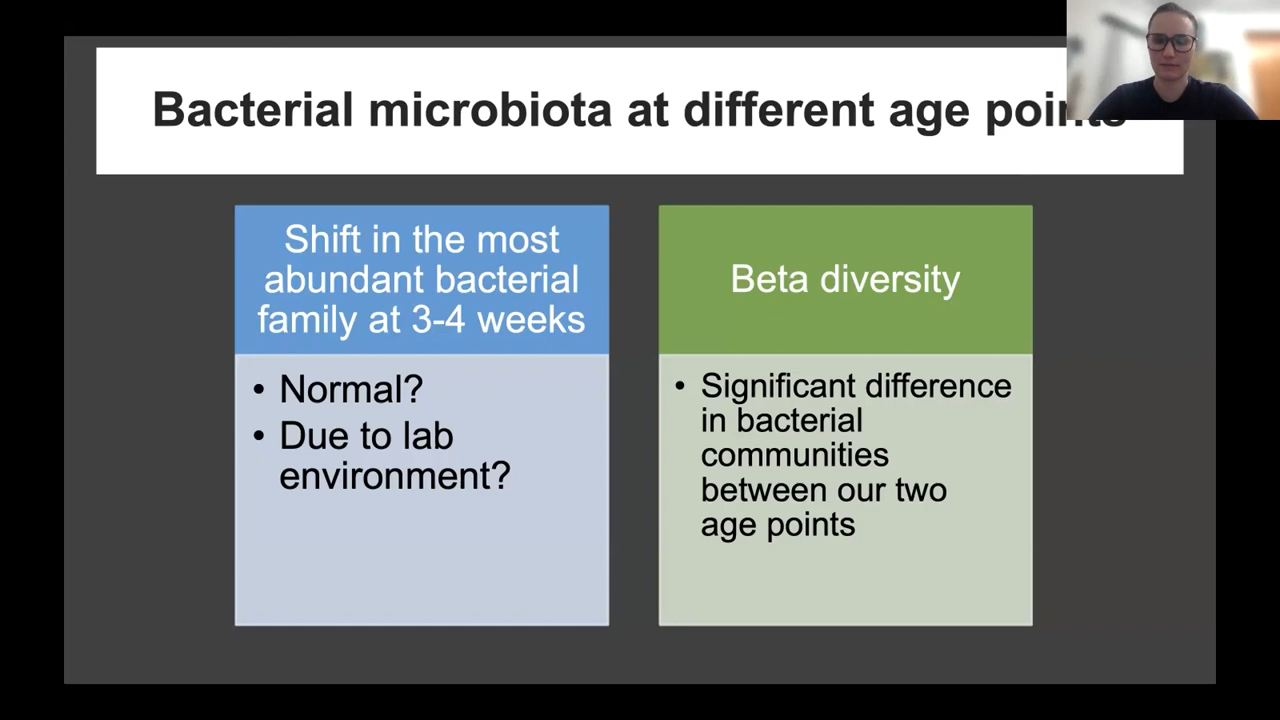 Bacterial microbiota at different age points
Shift in the most
abundant bacterial
family at 3-4 weeks
• Normal?
• Due to lab
environment?
Beta diversity
• Significant difference
in bacterial
communities
between our two
age points